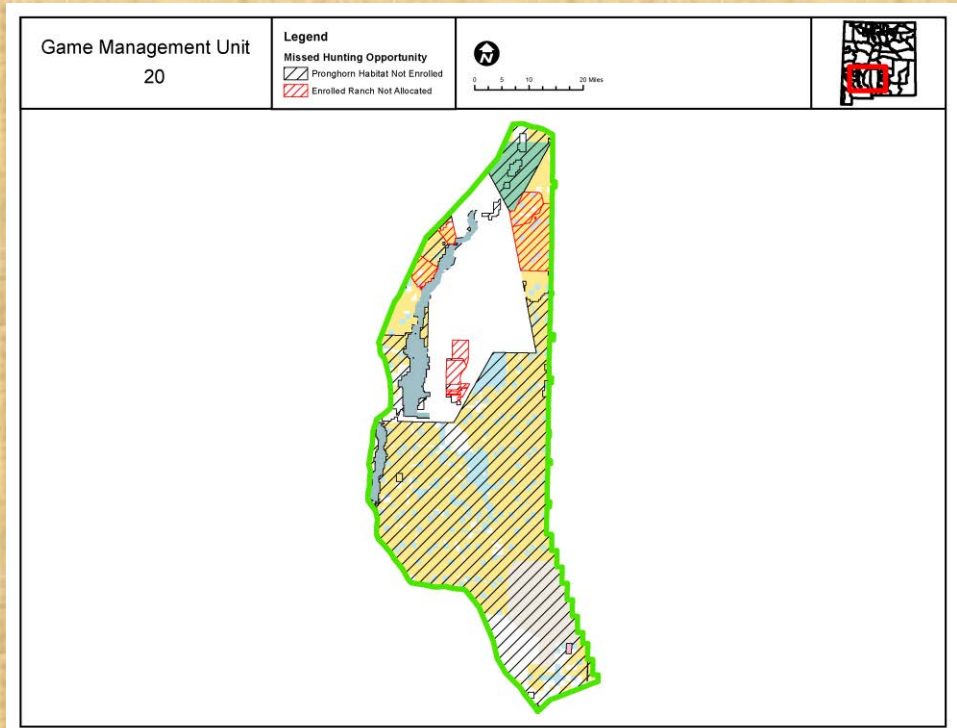 Game Management Unit
20
Legend
Missed Hunting Opportunity
Pronghorn Habitat Not Enrolled
Enrolled Ranch Not Allocated
N
0 5 10 20 Miles